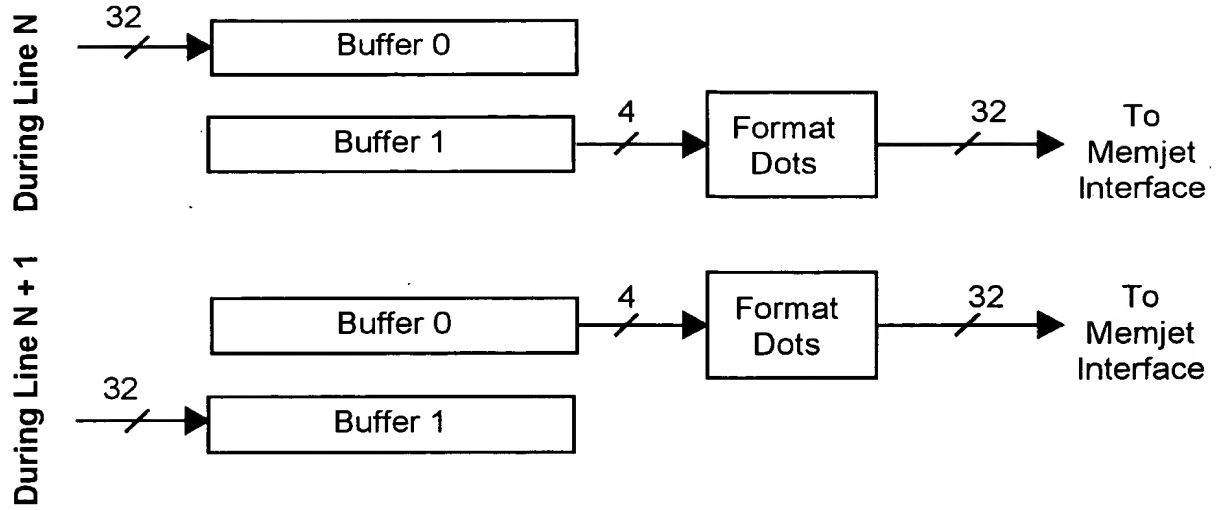 During Line N
32
Buffer 0
Buffer 1
4
Format
Dots
32
To
Memjet
Interface
During Line N + 1
Buffer 0
4
Format
Dots
32
To
Memjet
Interface
32
Buffer 1